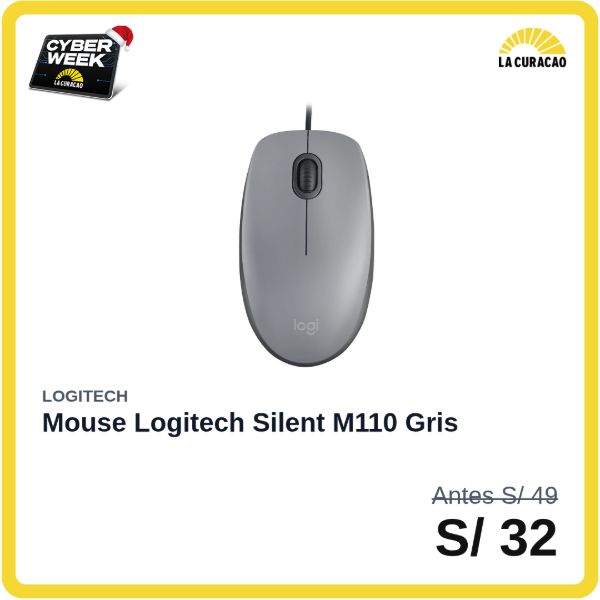 CYBER
WEEK
LA CURACAO
LA CURACAO
logi
LOGITECH
Mouse Logitech Silent M110 Gris
Antes S/ 49
S/ 32